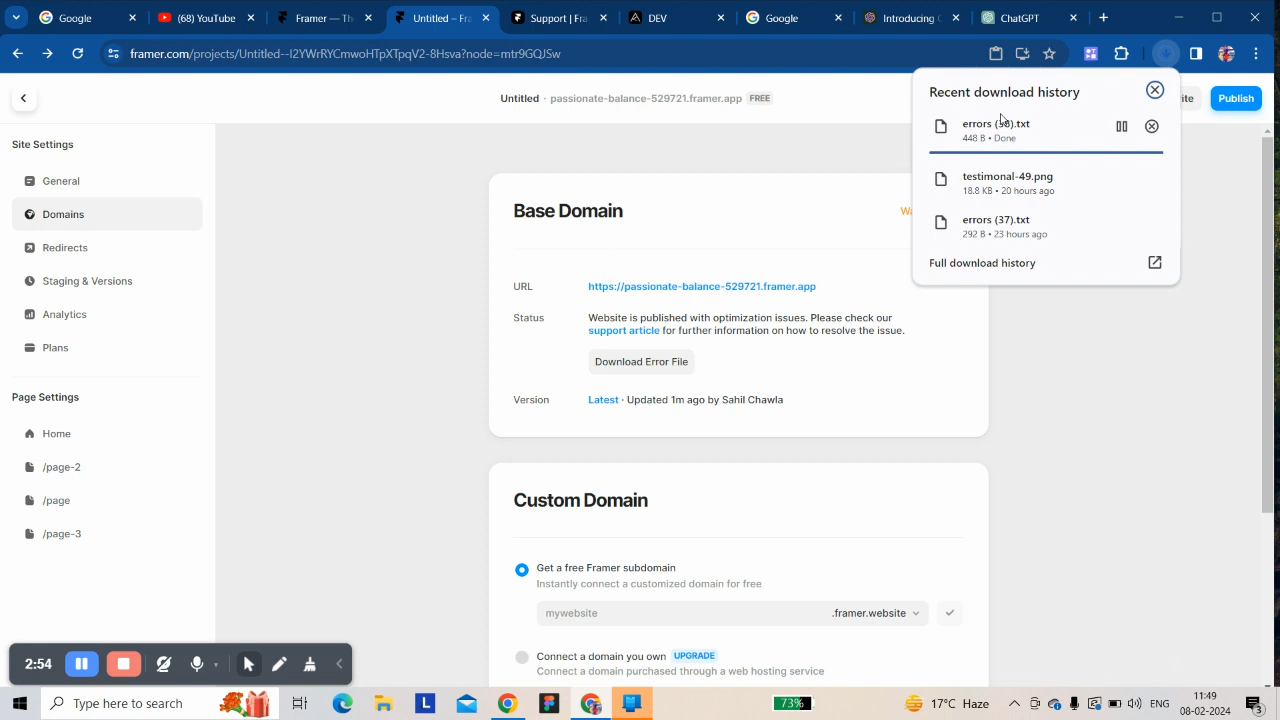 Google
(68) YouTube
Framer — The
Untitled – Fra
Support | Fra
DEV
Google
Introducing C
ChatGPT
framer.com/projects/Untitled--I2YWrRYCmwoHTpXTpqV2-8Hsva?node=mtr9GQJSw
Untitled · passionate-balance-529721.framer.app FREE
ite
Publish
Recent download history
errors (38).txt
448 B • Done
testimonal-49.png
18.8 KB • 20 hours ago
errors (37).txt
292 B • 23 hours ago
Full download history
Site Settings
General
Domains
Redirects
Staging & Versions
Analytics
Plans
Page Settings
Home
/page-2
/page
/page-3
Base Domain
URL
https://passionate-balance-529721.framer.app
Status
Website is published with optimization issues. Please check our
support article for further information on how to resolve the issue.
Download Error File
Version
Latest · Updated 1m ago by Sahil Chawla
Custom Domain
Get a free Framer subdomain
Instantly connect a customized domain for free
mywebsite
.framer.website
Connect a domain you own UPGRADE
Connect a domain purchased through a web hosting service
2:54
Type here to search
L
73%
17°C Haze
ENG
11:49
08-02-2024
3